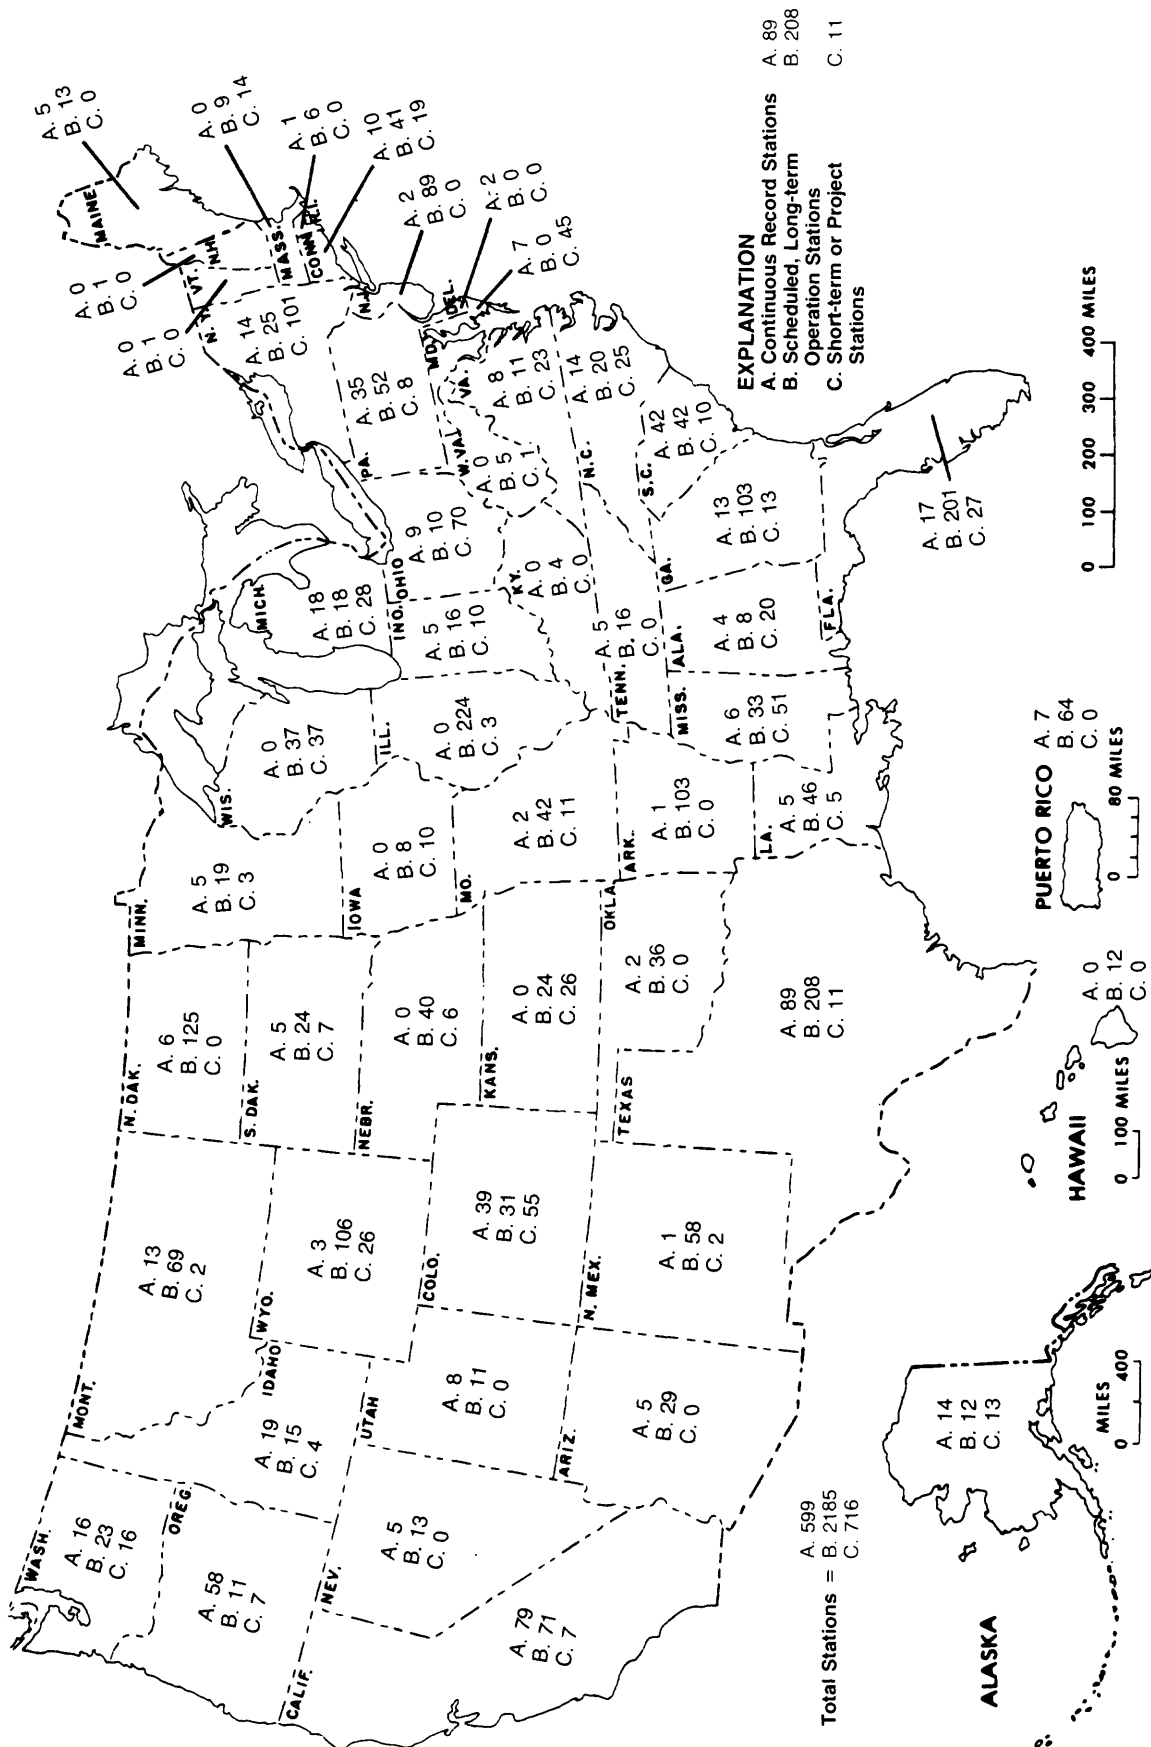 WASH.
A. 16
B. 23
C. 16
OREG.
A. 58
B. 11
C. 7
CALIF.
A. 79
B. 71
C. 7
NEV.
A. 5
B. 13
C. 0
IDAHO
A. 19
B. 15
C. 4
MONT.
A. 13
B. 69
C. 2
WYO.
A. 3
B. 106
C. 26
UTAH
A. 8
B. 11
C. 0
ARIZ.
A. 5
B. 29
C. 0
COLO.
A. 39
B. 31
C. 55
N. MEX.
A. 1
B. 58
C. 2
N. DAK.
A. 6
B. 125
C. 0
S. DAK.
A. 5
B. 24
C. 7
NEBR.
A. 0
B. 40
C. 6
KANS.
A. 0
B. 24
C. 26
OKLA.
A. 2
B. 36
C. 0
TEXAS
A. 89
B. 208
C. 11
MINN.
A. 5
B. 19
C. 3
IOWA
A. 0
B. 8
C. 10
MO.
A. 2
B. 42
C. 11
ARK.
A. 1
B. 103
C. 0
LA.
A. 5
B. 46
C. 5
WIS.
A. 0
B. 37
C. 37
ILL.
A. 0
B. 224
C. 3
MICH.
A. 18
B. 18
C. 28
IND.
A. 5
B. 16
C. 10
OHIO
A. 9
B. 10
C. 70
KY.
A. 0
B. 4
C. 0
TENN.
A. 5
B. 16
C. 0
MISS.
A. 6
B. 33
C. 51
ALA.
A. 4
B. 8
C. 20
GA.
A. 13
B. 103
C. 13
FLA.
A. 17
B. 201
C. 27
S.C.
A. 42
B. 42
C. 10
N.C.
A. 14
B. 20
C. 25
VA.
A. 8
B. 11
C. 23
W.VA.
A. 0
B. 5
C. 1
PA.
A. 35
B. 52
C. 8
N.Y.
A. 14
B. 25
C. 101
VT.
A. 0
B. 1
C. 0
N.H.
A. 0
B. 1
C. 0
MAINE
A. 5
B. 13
C. 0
MASS.
A. 0
B. 9
C. 14
R.I.
A. 1
B. 6
C. 0
CONN.
A. 10
B. 41
C. 19
N.J.
A. 2
B. 89
C. 0
DEL.
A. 2
B. 0
C. 0
MD.
A. 7
B. 0
C. 45
EXPLANATION
A. Continuous Record Stations A. 89
B. Scheduled, Long-term B. 208
Operation Stations
C. Short-term or Project C. 11
Stations
0 100 200 300 400 MILES
A. 599
Total Stations = B. 2185
C. 716
ALASKA
A. 14
B. 12
C. 13
MILES
0 400
HAWAII
A. 0
B. 12
C. 0
0 100 MILES
PUERTO RICO A. 7
B. 64
C. 0
0 80 MILES